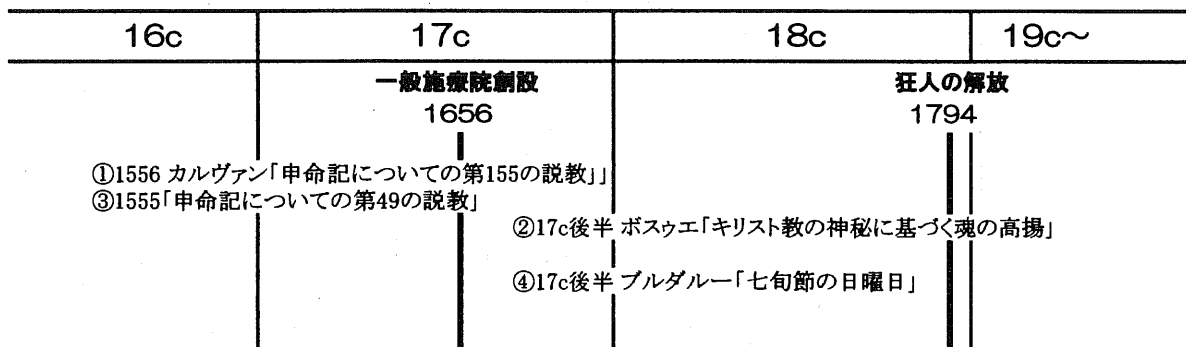 16c 17c 18c 19c～
一般施療院創設 狂人の解放
1656 1794
①1556 カルヴァン「申命記についての第155の説教」」
③1555「申命記についての第49の説教」
②17c後半 ボスゥエ「キリスト教の神秘に基づく魂の高揚」
④17c後半 ブルダルー「七旬節の日曜日」